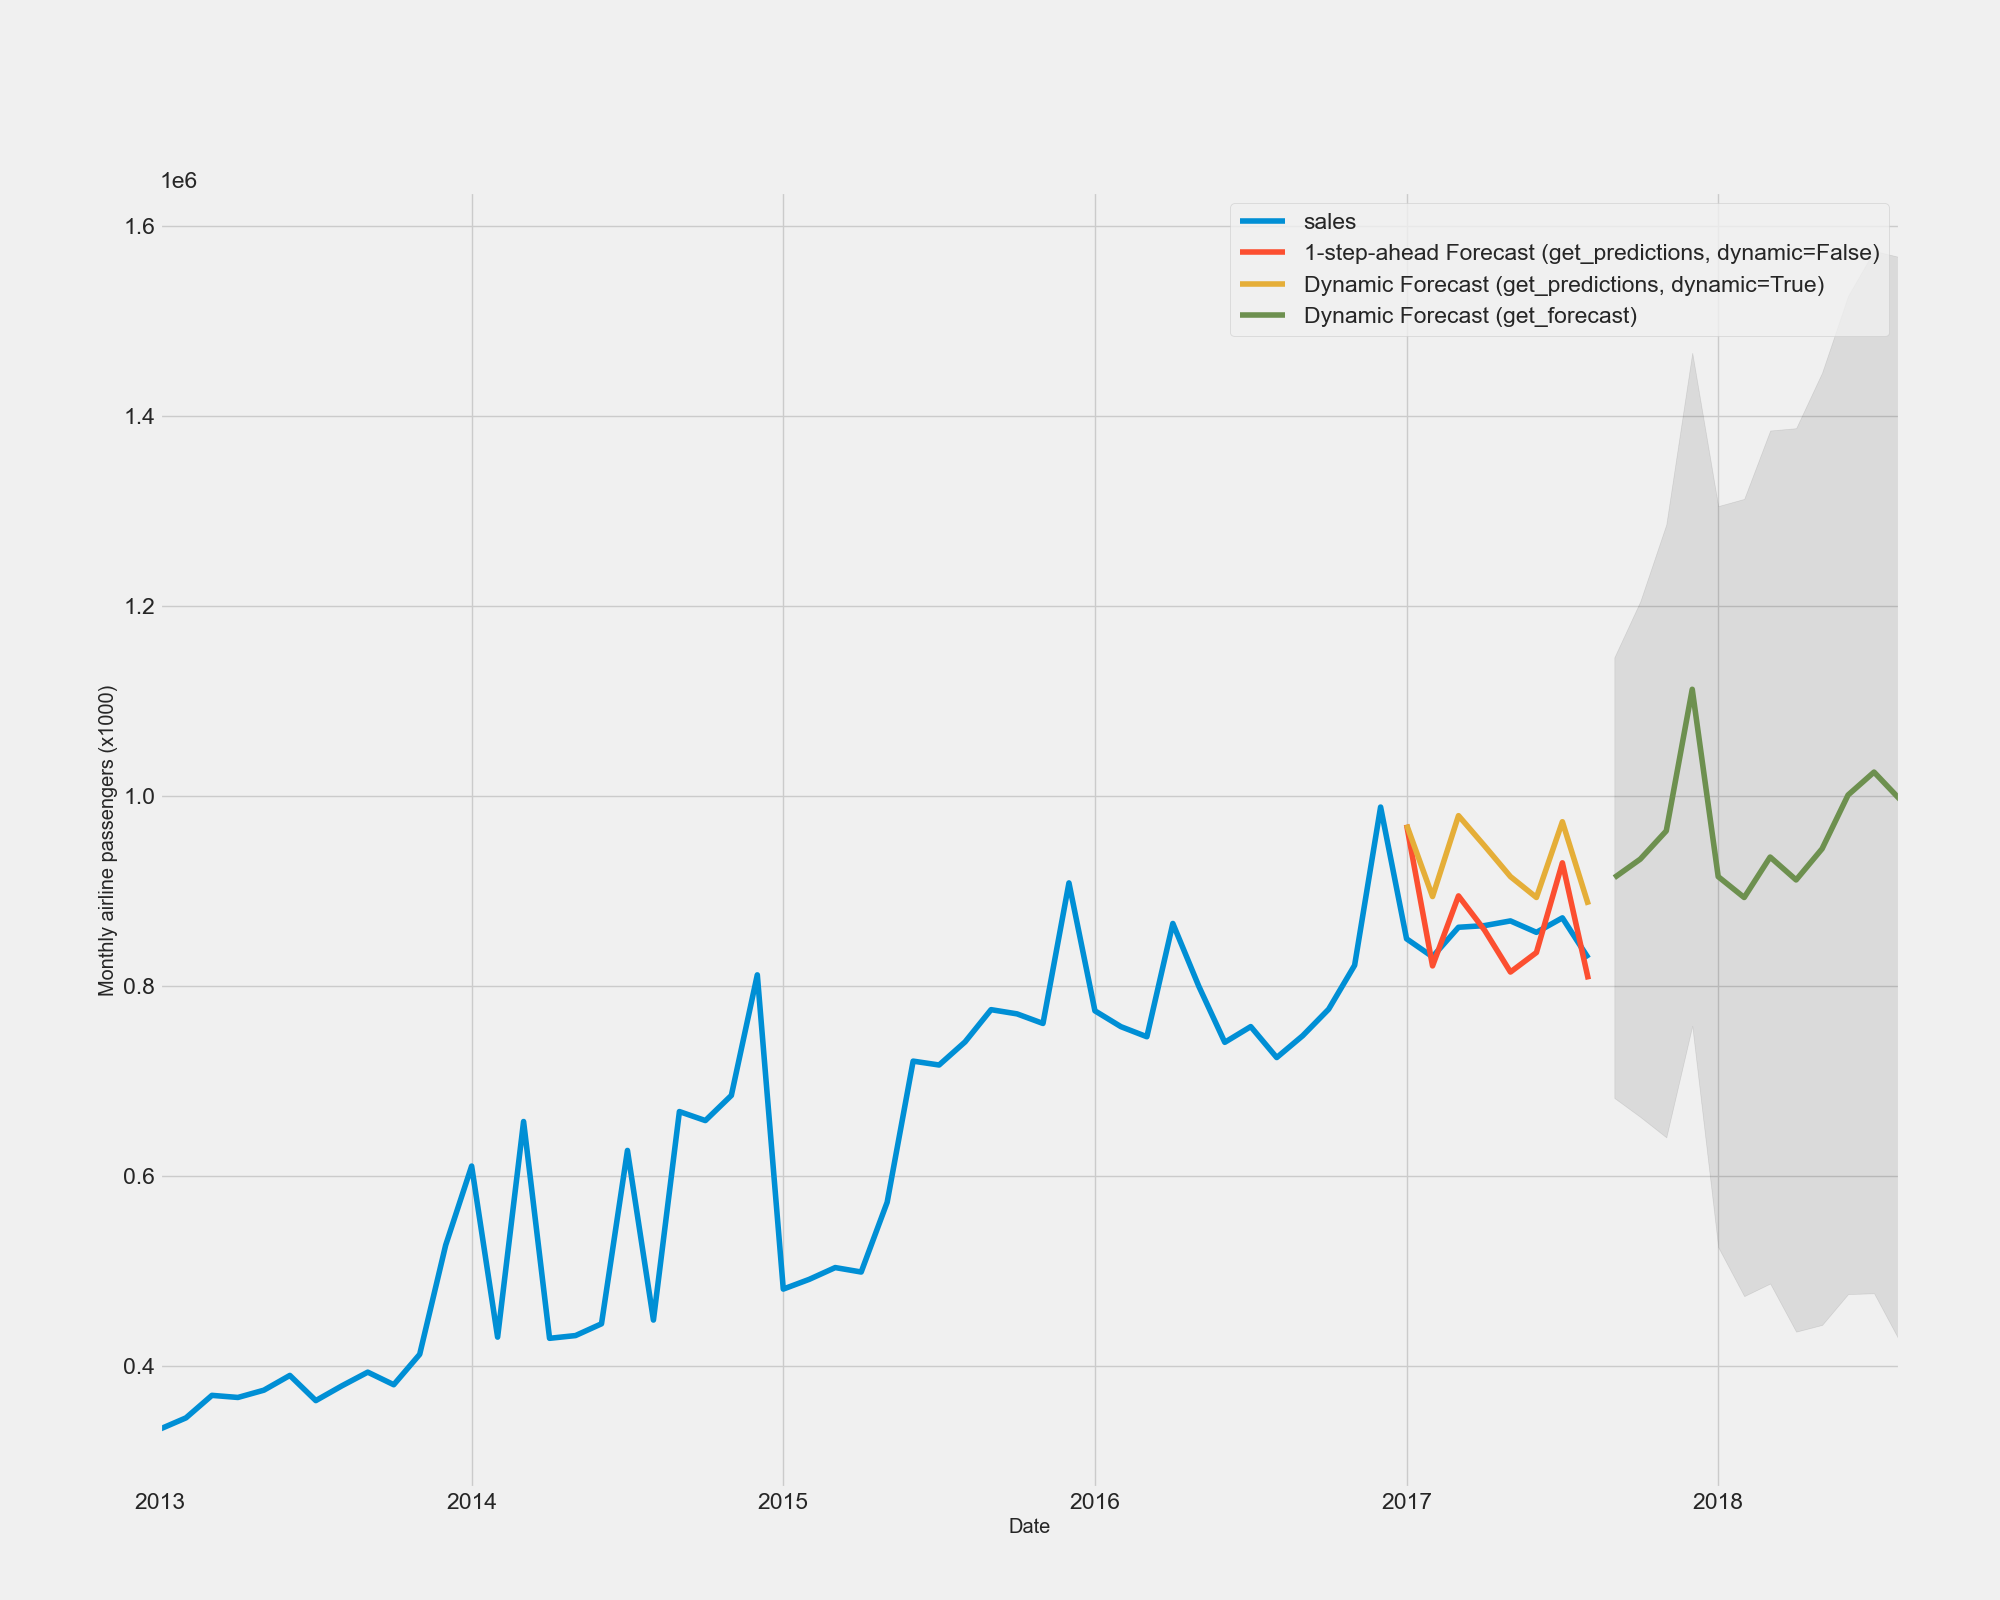 1e6
1.6
1.4
1.2
1.0
0.8
0.6
0.4
Monthly airline passengers (x1000)
sales
1-step-ahead Forecast (get_predictions, dynamic=False)
Dynamic Forecast (get_predictions, dynamic=True)
Dynamic Forecast (get_forecast)
2013 2014 2015 2016 2017 2018
Date